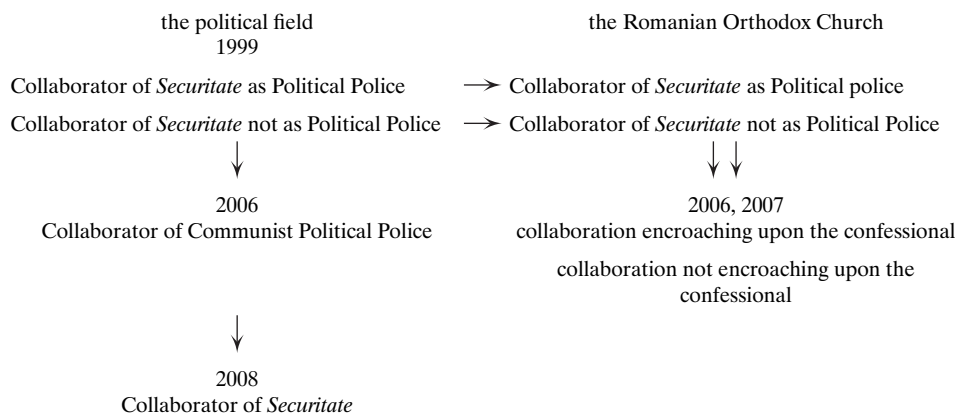 the political field
1999
the Romanian Orthodox Church
Collaborator of Securitate as Political Police
Collaborator of Securitate as Political police
Collaborator of Securitate not as Political Police
Collaborator of Securitate not as Political Police
2006
Collaborator of Communist Political Police
2006, 2007
collaboration encroaching upon the confessional
collaboration not encroaching upon the
confessional
2008
Collaborator of Securitate